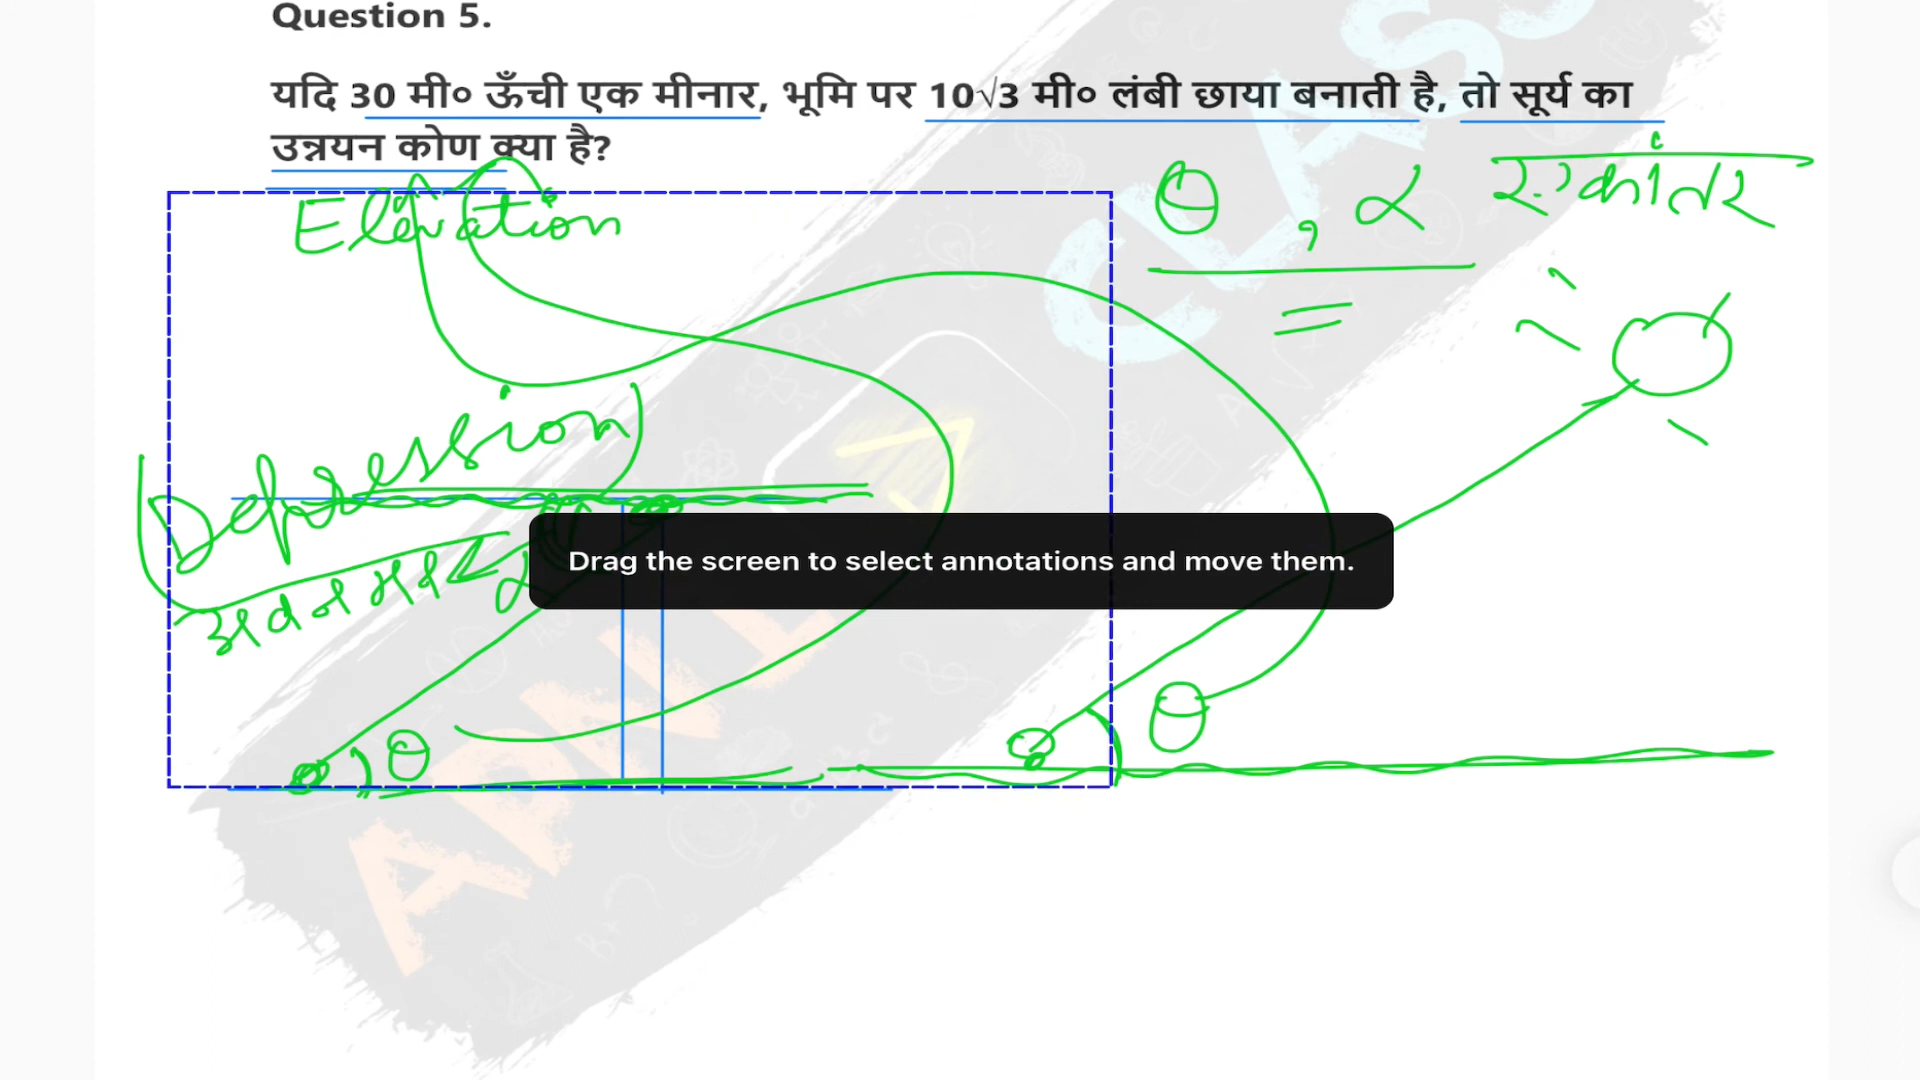 Question 5.
यदि 30 मी० ऊँची एक मीनार, भूमि पर 10√3 मी० लंबी छाया बनाती है, तो सूर्य का
उन्नयन कोण क्या है?
Elevation
θ , α
एकांतर
Depression
Drag the screen to select annotations and move them.
α
θ
θ
CLASS